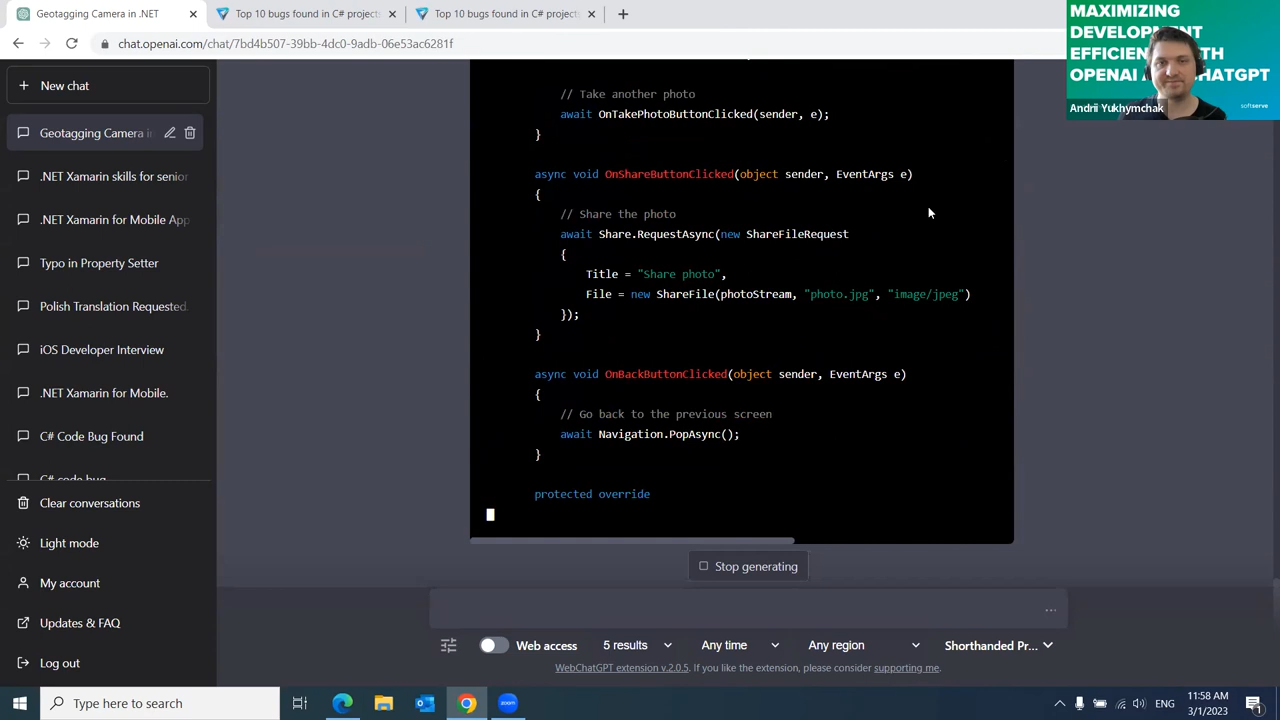 Geotagging Camera in .NET
Top 10 bugs found in C# projects
Top 10 bugs found in C# projects
chat.openai.com/chat/7bd4b507-39bb-4dc0-9adb-06e53ac6281f
MAXIMIZING
DEVELOPMENT
OPENAI
CHATGPT
Andrii Yukhymchak
softserve
New chat
Geotagging Camera in
.NET Xamarin skills for senior
.NET Xamarin for Mobile App
Typo in Property Setter
Polish Translation Requested.
iOS Developer Interview
.NET Xamarin for Mobile.
C# Code Bug Found
C# code bug
Clear conversations
Light mode
My account
Updates & FAQ
Log out
// Take another photo
await OnTakePhotoButtonClicked(sender, e);
}
async void OnShareButtonClicked(object sender, EventArgs e)
{
// Share the photo
await Share.RequestAsync(new ShareFileRequest
{
Title = "Share photo",
File = new ShareFile(photoStream, "photo.jpg", "image/jpeg")
});
}
async void OnBackButtonClicked(object sender, EventArgs e)
{
// Go back to the previous screen
await Navigation.PopAsync();
}
protected override
Stop generating
Web access
5 results
Any time
Any region
Shorthanded Pr...
WebChatGPT extension v.2.0.5. If you like the extension, please consider supporting me.
Type here to search
zoom
ENG
11:58 AM
3/1/2023
1